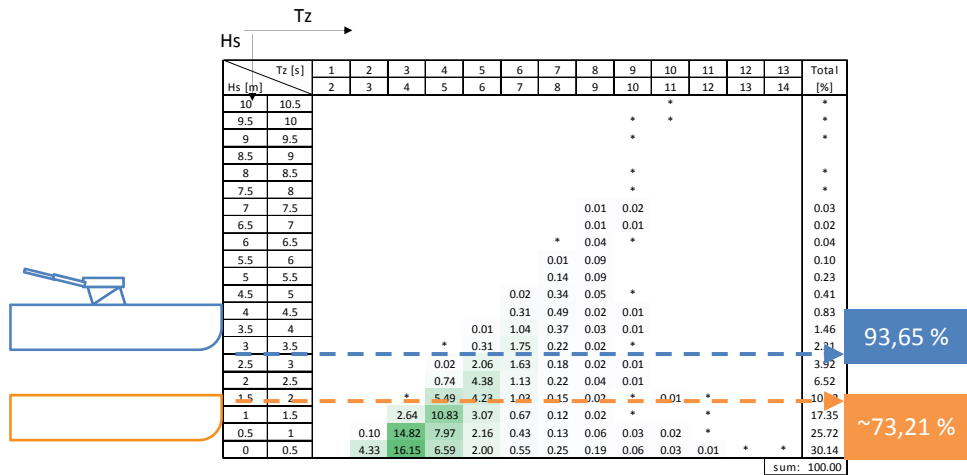 Tz
Hs
Tz [s] 1 2 3 4 5 6 7 8 9 10 11 12 13 Total
Hs [m] 2 3 4 5 6 7 8 9 10 11 12 13 14 [%]
10 10.5 * *
9.5 10 * * *
9 9.5 * *
8.5 9
8 8.5 * *
7.5 8 * *
7 7.5 0.01 0.02 0.03
6.5 7 0.01 0.01 0.02
6 6.5 * 0.04 * 0.04
5.5 6 0.01 0.09 0.10
5 5.5 0.14 0.09 0.23
4.5 5 0.02 0.34 0.05 * 0.41
4 4.5 0.31 0.49 0.02 0.01 0.83
3.5 4 0.01 1.04 0.37 0.03 0.01 1.46
3 3.5 * 0.31 1.75 0.22 0.02 *
2.5 3 0.02 2.06 1.63 0.18 0.02 0.01 3.92
2 2.5 0.74 4.38 1.13 0.22 0.04 0.01 6.52
1.5 2 * 5.49 4.23 1.03 0.15 0.02 * 0.01 *
1 1.5 2.64 10.83 3.07 0.67 0.12 0.02 * * 17.35
0.5 1 0.10 14.82 7.97 2.16 0.43 0.13 0.06 0.03 0.02 * 25.72
0 0.5 4.33 16.15 6.59 2.00 0.55 0.25 0.19 0.06 0.03 0.01 * * 30.14
sum: 100.00
93,65 %
~73,21 %